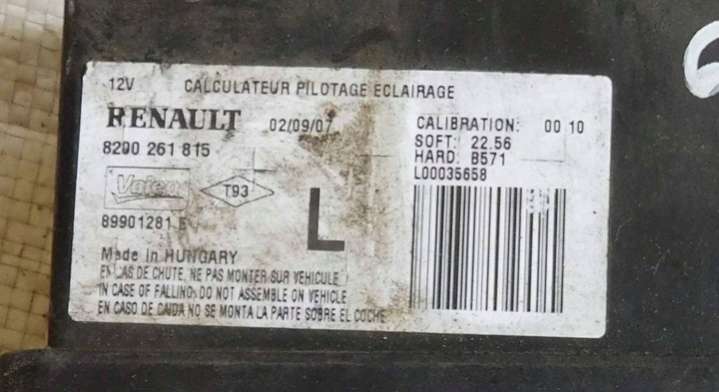 12V CALCULATEUR PILOTAGE ECLAIRAGE
RENAULT 02/09/07
8200 261 815
Valeo T93
89901281 E
L
Made in HUNGARY
EN CAS DE CHUTE, NE PAS MONTER SUR VEHICULE
IN CASE OF FALLING, DO NOT ASSEMBLE ON VEHICLE
EN CASO DE CAIDA NO SE MONTA LA PARTE SOBRE EL COCHE
CALIBRATION: 00 10
SOFT: 22.56
HARD: B571
L00035658